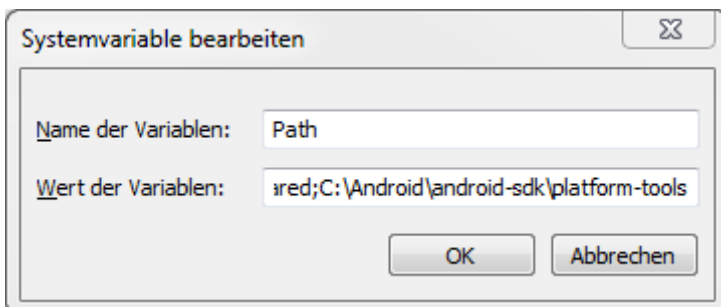 Systemvariable bearbeiten
Name der Variablen: Path
Wert der Variablen: ared;C:\Android\android-sdk\platform-tools
OK Abbrechen